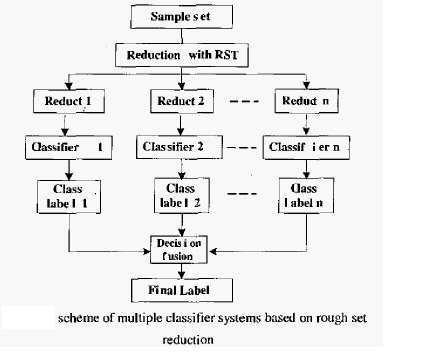 Sample set
Reduction with RST
Reduct 1 Reduct 2 Reduct n
Classifier 1 Classifier 2 Classifier n
Class Class Class
label 1 label 2 label n
Decision
fusion
Final Label
scheme of multiple classifier systems based on rough set
reduction